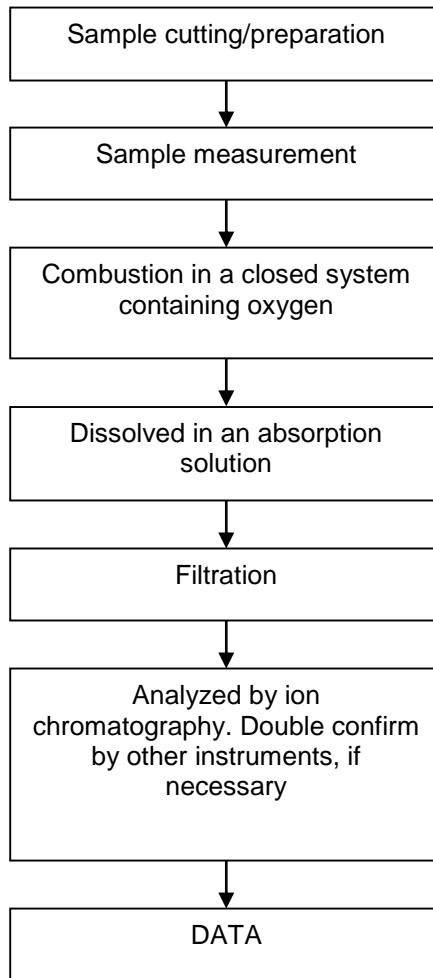 Sample cutting/preparation
Sample measurement
Combustion in a closed system
containing oxygen
Dissolved in an absorption
solution
Filtration
Analyzed by ion
chromatography. Double confirm
by other instruments, if
necessary
DATA